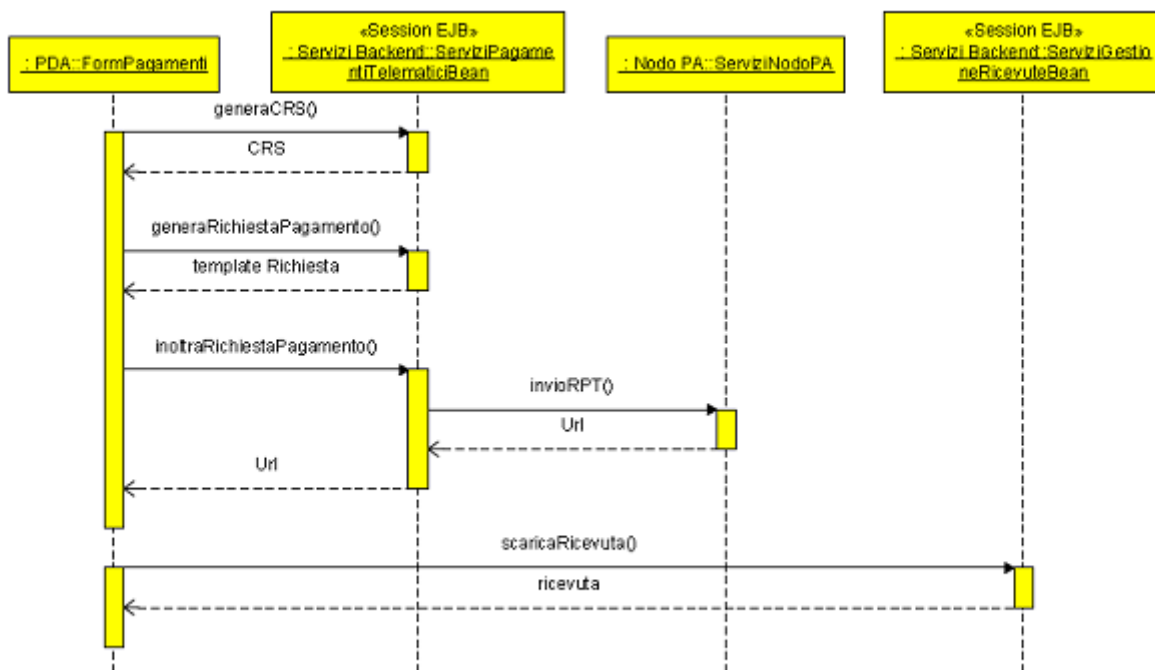 : PDA::FormPagamenti
«Session EJB»
: Servizi Backend::ServiziPagame
ntiTelematiciBean
: Nodo PA::ServiziNodoPA
«Session EJB»
: Servizi Backend::ServiziGestio
neRicevuteBean
generaCRS()
CRS
generaRichiestaPagamento()
template Richiesta
inoltraRichiestaPagamento()
invioRPT()
Url
Url
scaricaRicevuta()
ricevuta